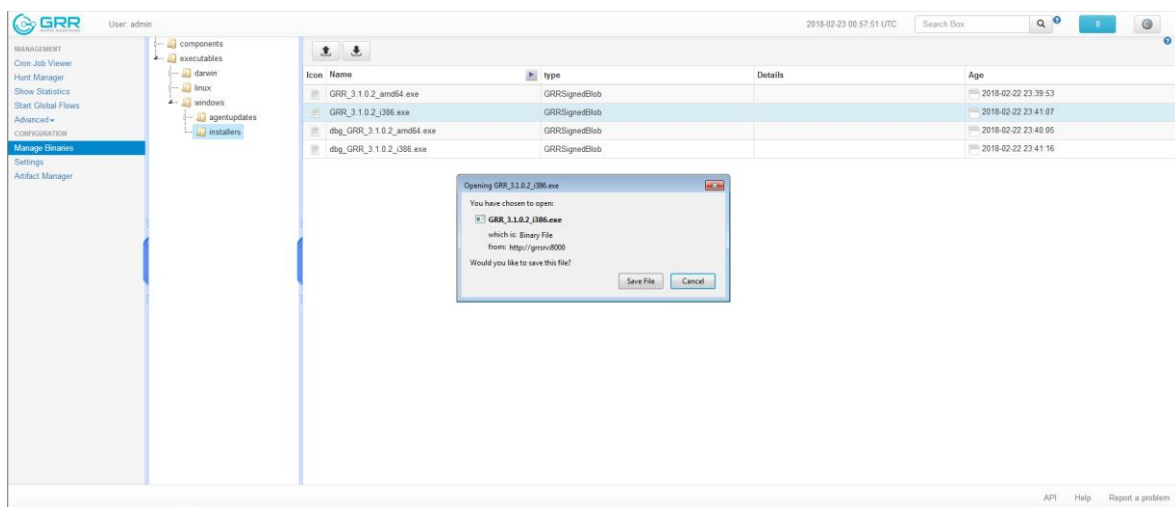 GRR
User: admin
2018-02-23 00:57:51 UTC
Search Box
0
MANAGEMENT
Cron Job Viewer
Hunt Manager
Show Statistics
Start Global Flows
Advanced
CONFIGURATION
Manage Binaries
Settings
Artifact Manager
components
executables
darwin
linux
windows
agentupdates
installers
Icon Name type Details Age
GRR_3.1.0.2_amd64.exe GRRSignedBlob 2018-02-22 23:39:53
GRR_3.1.0.2_i386.exe GRRSignedBlob 2018-02-22 23:41:07
dbg_GRR_3.1.0.2_amd64.exe GRRSignedBlob 2018-02-22 23:40:05
dbg_GRR_3.1.0.2_i386.exe GRRSignedBlob 2018-02-22 23:41:16
Opening GRR_3.1.0.2_i386.exe
You have chosen to open:
GRR_3.1.0.2_i386.exe
which is: Binary File
from: http://grrsrv:8000
Would you like to save this file?
Save File Cancel
API Help Report a problem